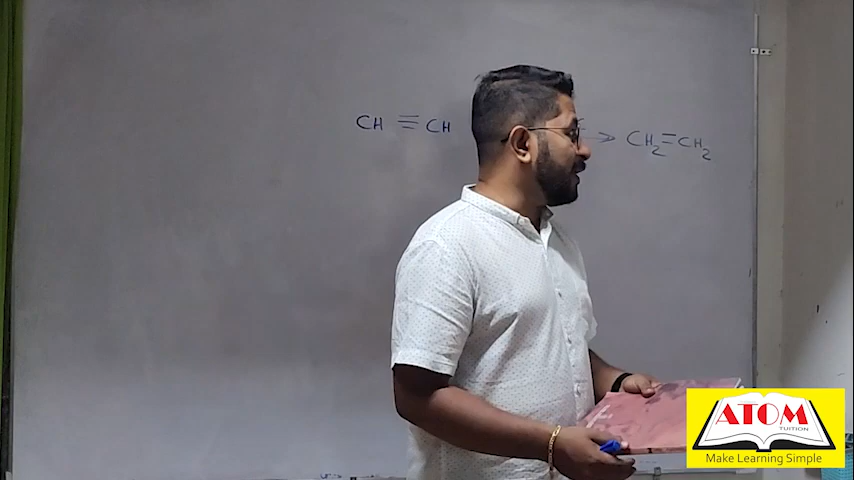 CH ≡ CH → CH₂=CH₂
ATOM
TUITION
Make Learning Simple